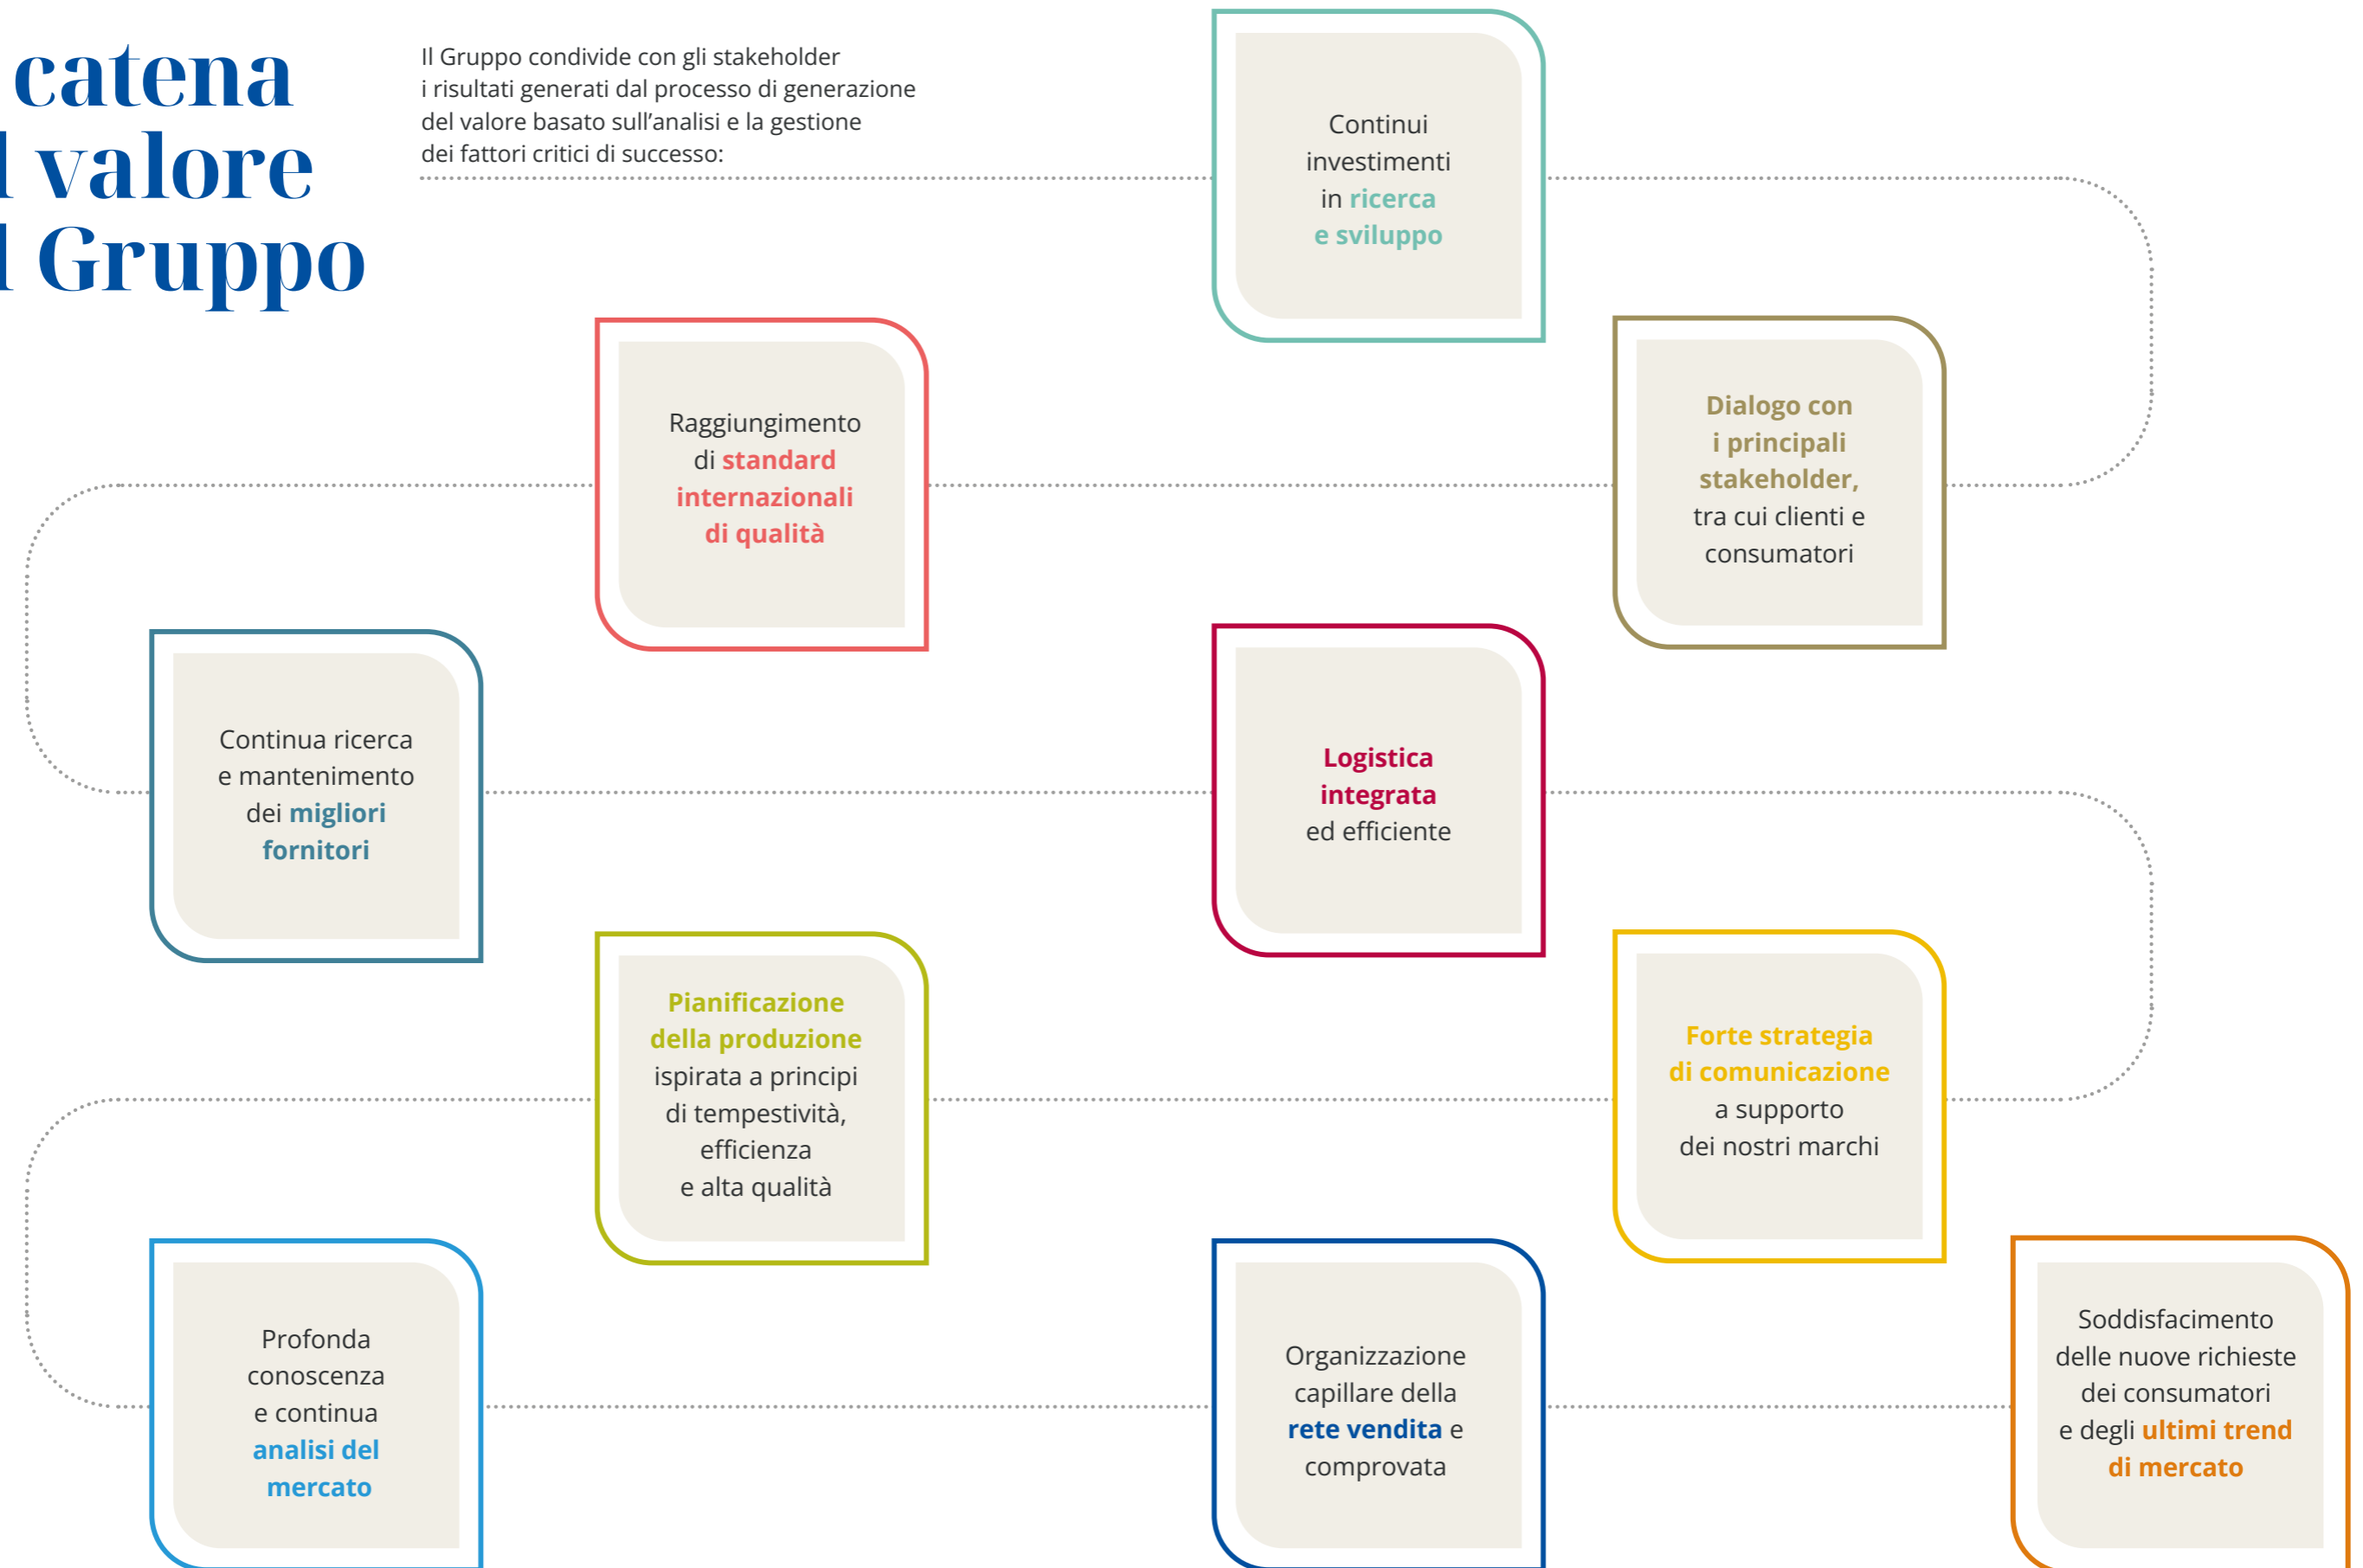 catena
l valore
l Gruppo
Il Gruppo condivide con gli stakeholder
i risultati generati dal processo di generazione
del valore basato sull’analisi e la gestione
dei fattori critici di successo:
Continui
investimenti
in ricerca
e sviluppo
Dialogo con
i principali
stakeholder,
tra cui clienti e
consumatori
Raggiungimento
di standard
internazionali
di qualità
Continua ricerca
e mantenimento
dei migliori
fornitori
Logistica
integrata
ed efficiente
Forte strategia
di comunicazione
a supporto
dei nostri marchi
Pianificazione
della produzione
ispirata a principi
di tempestività,
efficienza
e alta qualità
Profonda
conoscenza
e continua
analisi del
mercato
Organizzazione
capillare della
rete vendita e
comprovata
Soddisfacimento
delle nuove richieste
dei consumatori
e degli ultimi trend
di mercato